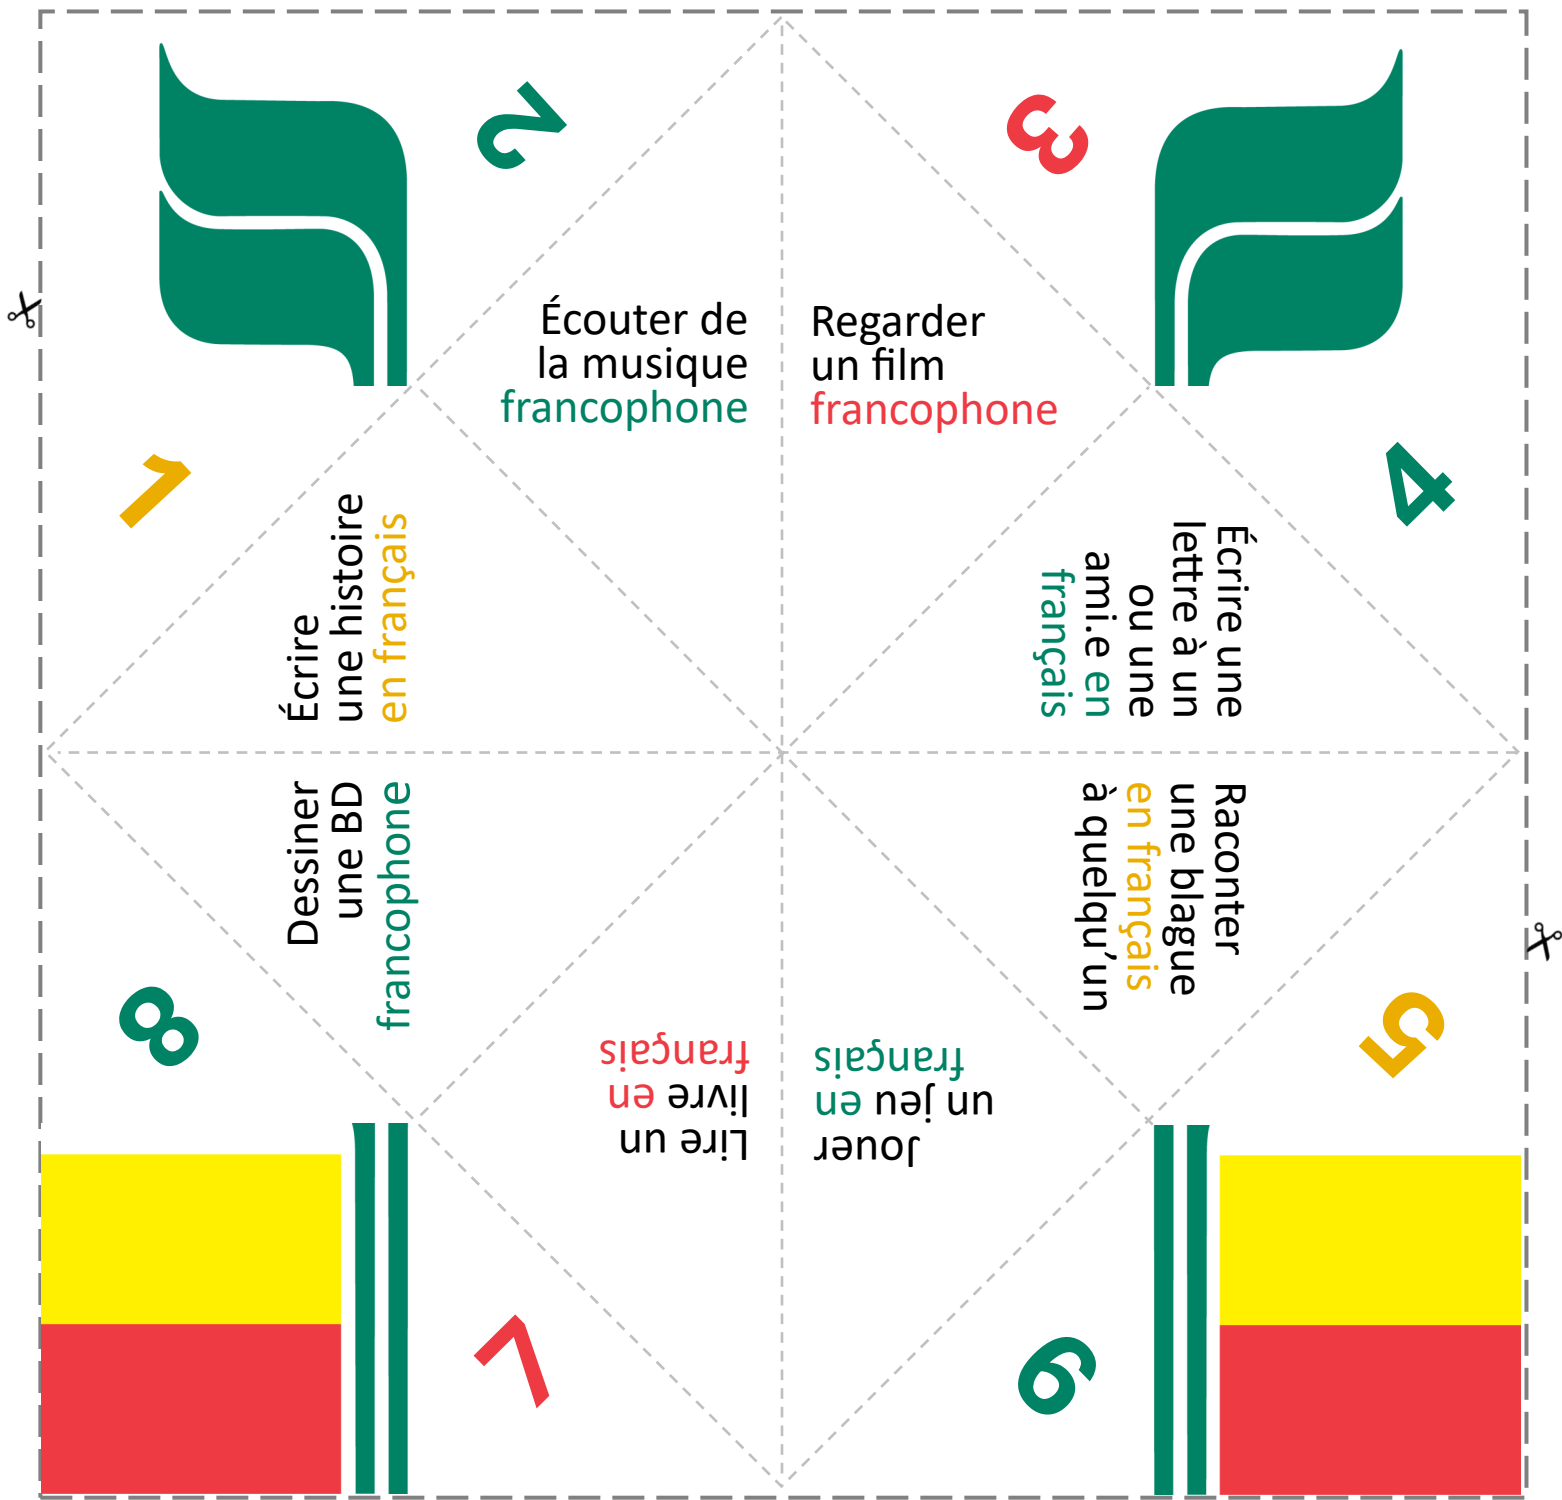 1
Écrire
une histoire
en français
2
Écouter de
la musique
francophone
3
Regarder
un film
francophone
4
Écrire une
lettre à un
ou une
ami.e en
français
5
Raconter
une blague
en français
à quelqu’un
6
Jouer
un jeu en
français
7
Lire un
livre en
français
8
Dessiner
une BD
francophone